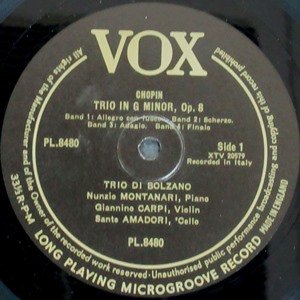 VOX
CHOPIN
TRIO IN G MINOR, Op. 8
Band 1: Allegro con fuoco Band 2: Scherzo.
Band 3: Adagio. Band 4: Finale
PL.8480
Side 1
XTV 20579
Recorded in Italy
TRIO DI BOLZANO
Nunzio MONTANARI, Piano
Giannino CARPI, Violin
Sante AMADORI, 'Cello
PL.8480
33⅓ R·P·M LONG PLAYING MICROGROOVE RECORD
MADE IN ENGLAND
All rights of the Manufacturer and of the Owner of the recorded work reserved. Unauthorised public performance, broadcasting and copying of this record prohibited